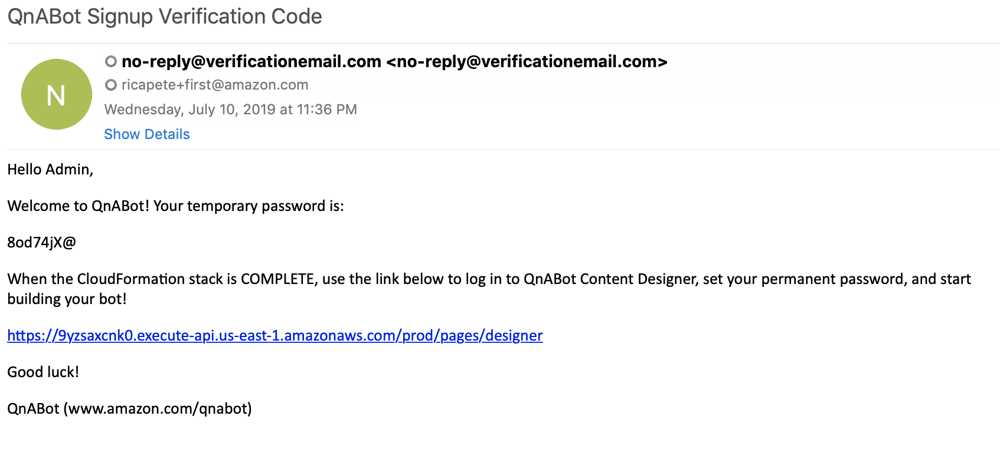 QnABot Signup Verification Code
no-reply@verificationemail.com <no-reply@verificationemail.com>
N
ricapete+first@amazon.com
Wednesday, July 10, 2019 at 11:36 PM
Show Details
Hello Admin,
Welcome to QnABot! Your temporary password is:
8od74jX@
When the CloudFormation stack is COMPLETE, use the link below to log in to QnABot Content Designer, set your permanent password, and start
building your bot!
https://9yzsaxcnk0.execute-api.us-east-1.amazonaws.com/prod/pages/designer
Good luck!
QnABot (www.amazon.com/qnabot)